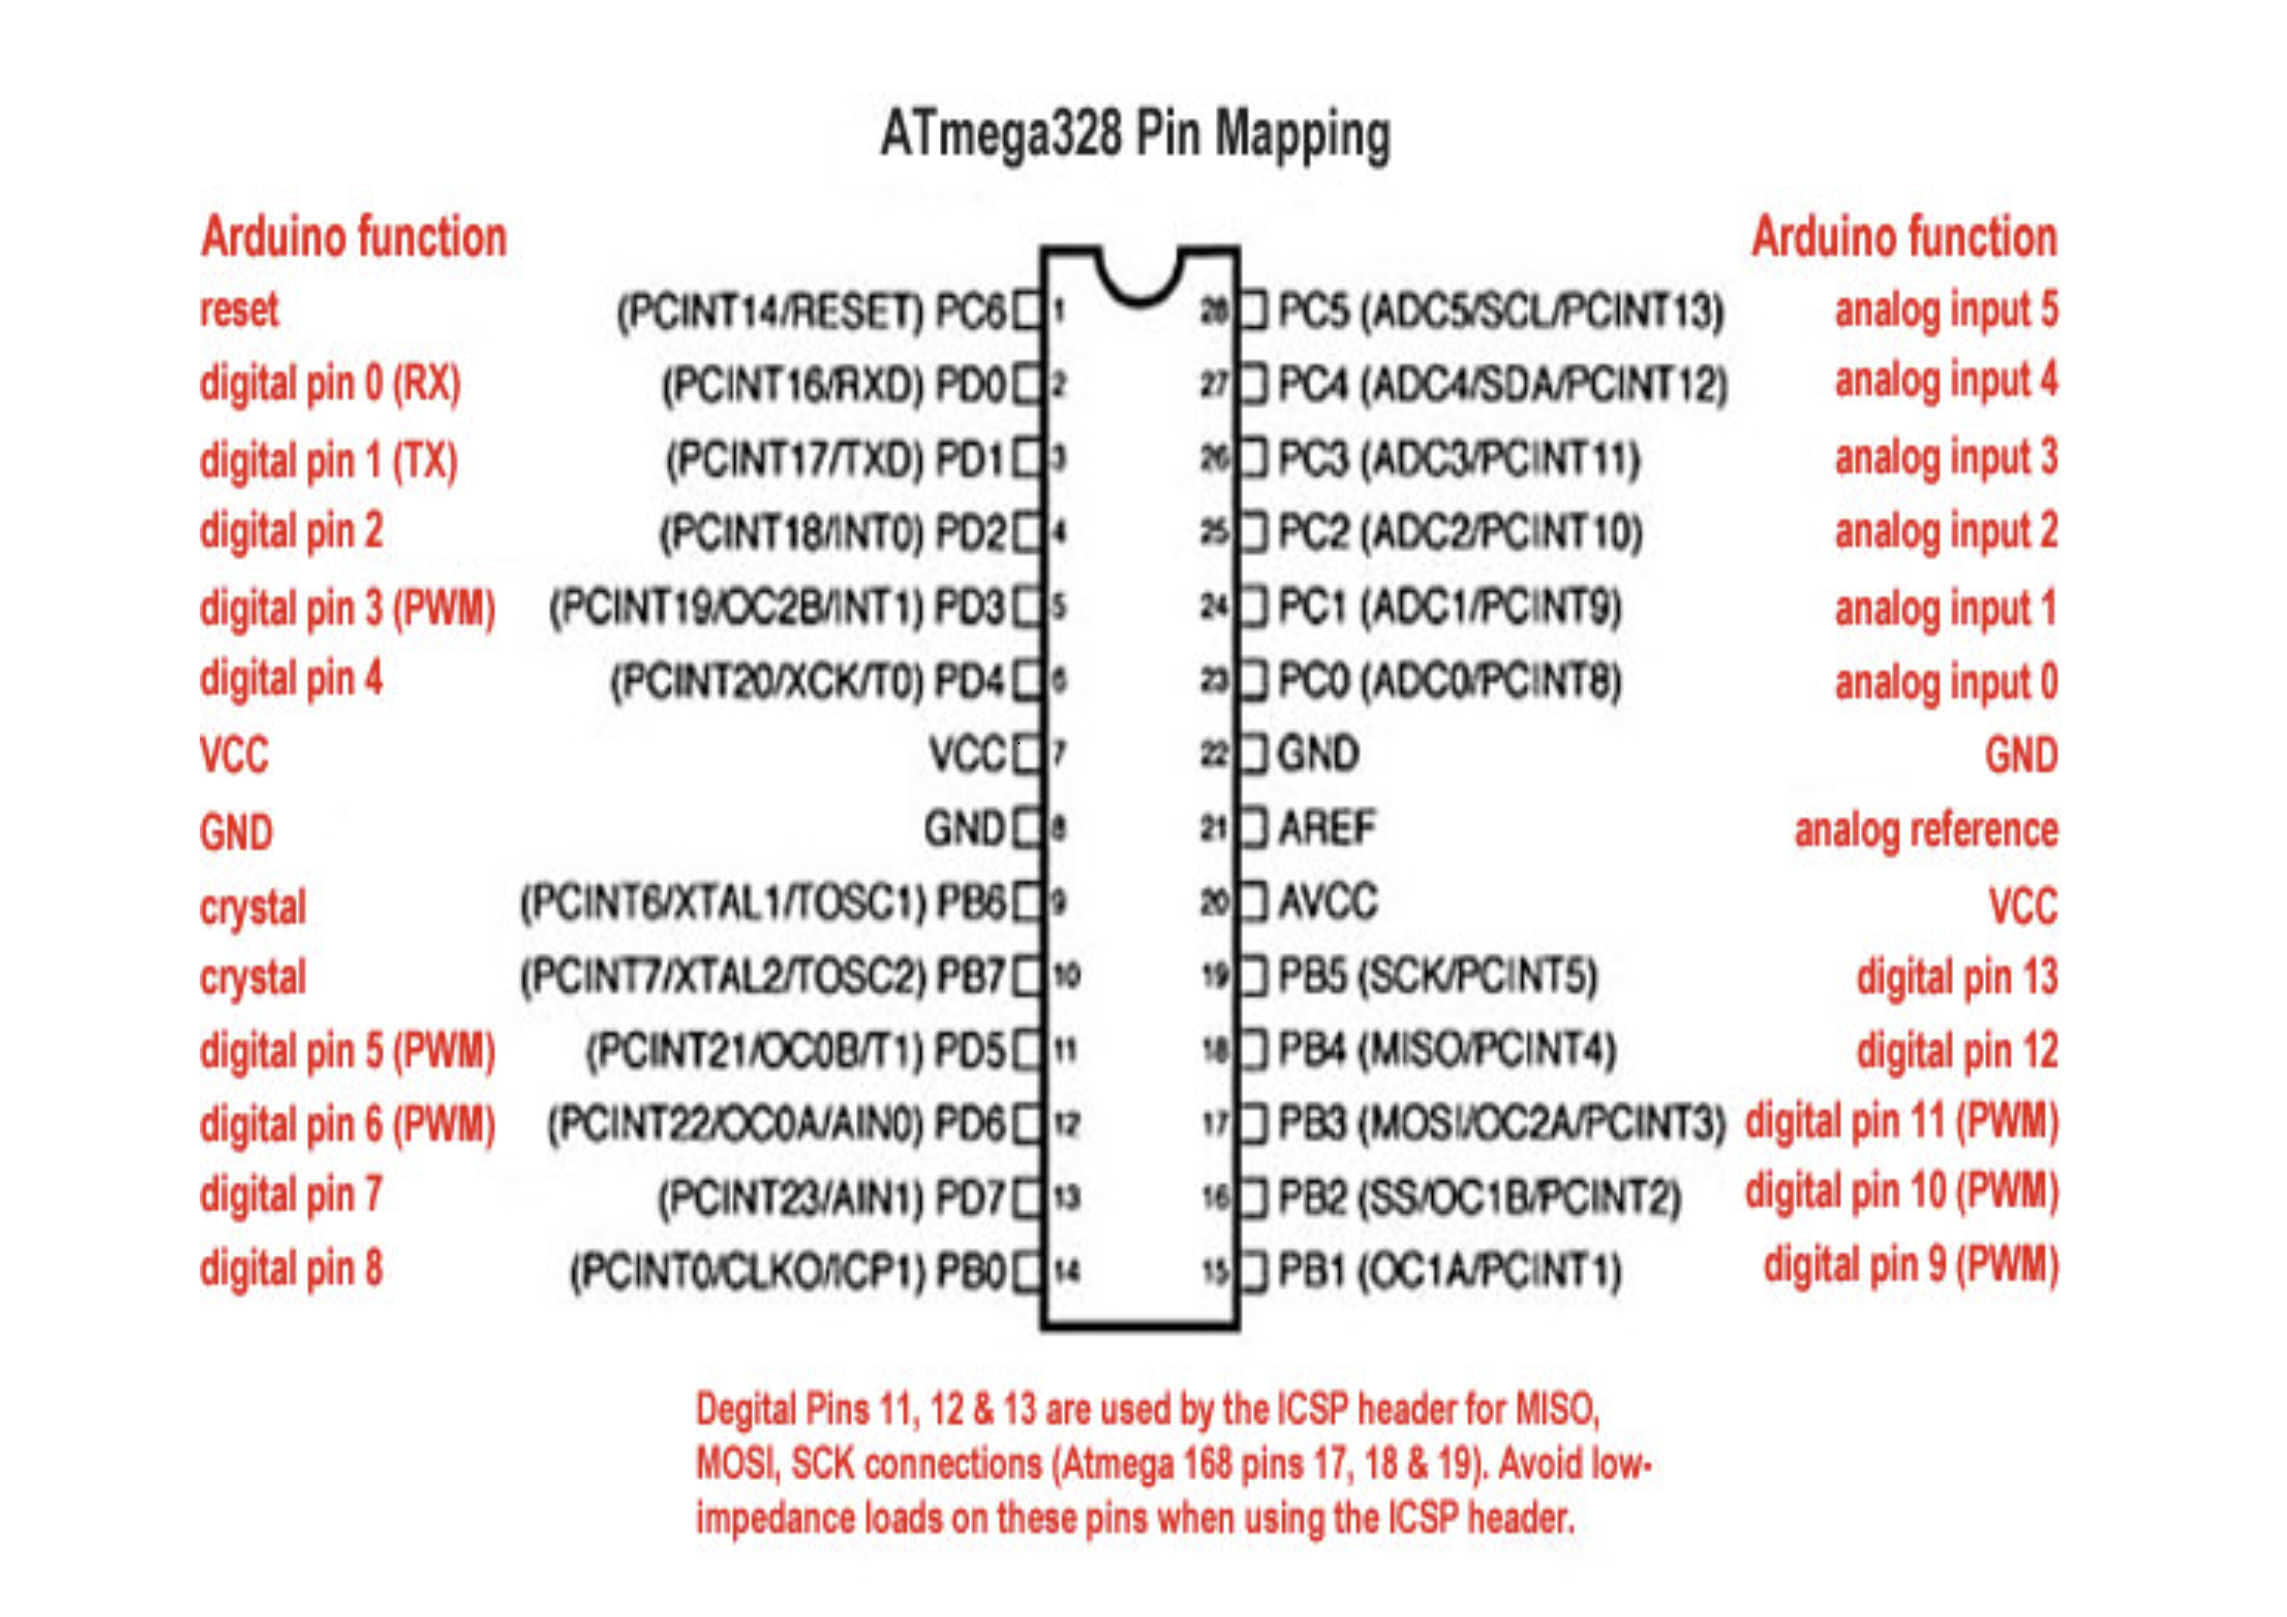 ATmega328 Pin Mapping
Arduino function Arduino function
reset (PCINT14/RESET) PC6 1 28 PC5 (ADC5/SCL/PCINT13) analog input 5
digital pin 0 (RX) (PCINT16/RXD) PD0 2 27 PC4 (ADC4/SDA/PCINT12) analog input 4
digital pin 1 (TX) (PCINT17/TXD) PD1 3 26 PC3 (ADC3/PCINT11) analog input 3
digital pin 2 (PCINT18/INT0) PD2 4 25 PC2 (ADC2/PCINT10) analog input 2
digital pin 3 (PWM) (PCINT19/OC2B/INT1) PD3 5 24 PC1 (ADC1/PCINT9) analog input 1
digital pin 4 (PCINT20/XCK/T0) PD4 6 23 PC0 (ADC0/PCINT8) analog input 0
VCC VCC 7 22 GND GND
GND GND 8 21 AREF analog reference
crystal (PCINT6/XTAL1/TOSC1) PB6 9 20 AVCC VCC
crystal (PCINT7/XTAL2/TOSC2) PB7 10 19 PB5 (SCK/PCINT5) digital pin 13
digital pin 5 (PWM) (PCINT21/OC0B/T1) PD5 11 18 PB4 (MISO/PCINT4) digital pin 12
digital pin 6 (PWM) (PCINT22/OC0A/AIN0) PD6 12 17 PB3 (MOSI/OC2A/PCINT3) digital pin 11 (PWM)
digital pin 7 (PCINT23/AIN1) PD7 13 16 PB2 (SS/OC1B/PCINT2) digital pin 10 (PWM)
digital pin 8 (PCINT0/CLKO/ICP1) PB0 14 15 PB1 (OC1A/PCINT1) digital pin 9 (PWM)
Degital Pins 11, 12 & 13 are used by the ICSP header for MISO,
MOSI, SCK connections (Atmega 168 pins 17, 18 & 19). Avoid low-
impedance loads on these pins when using the ICSP header.